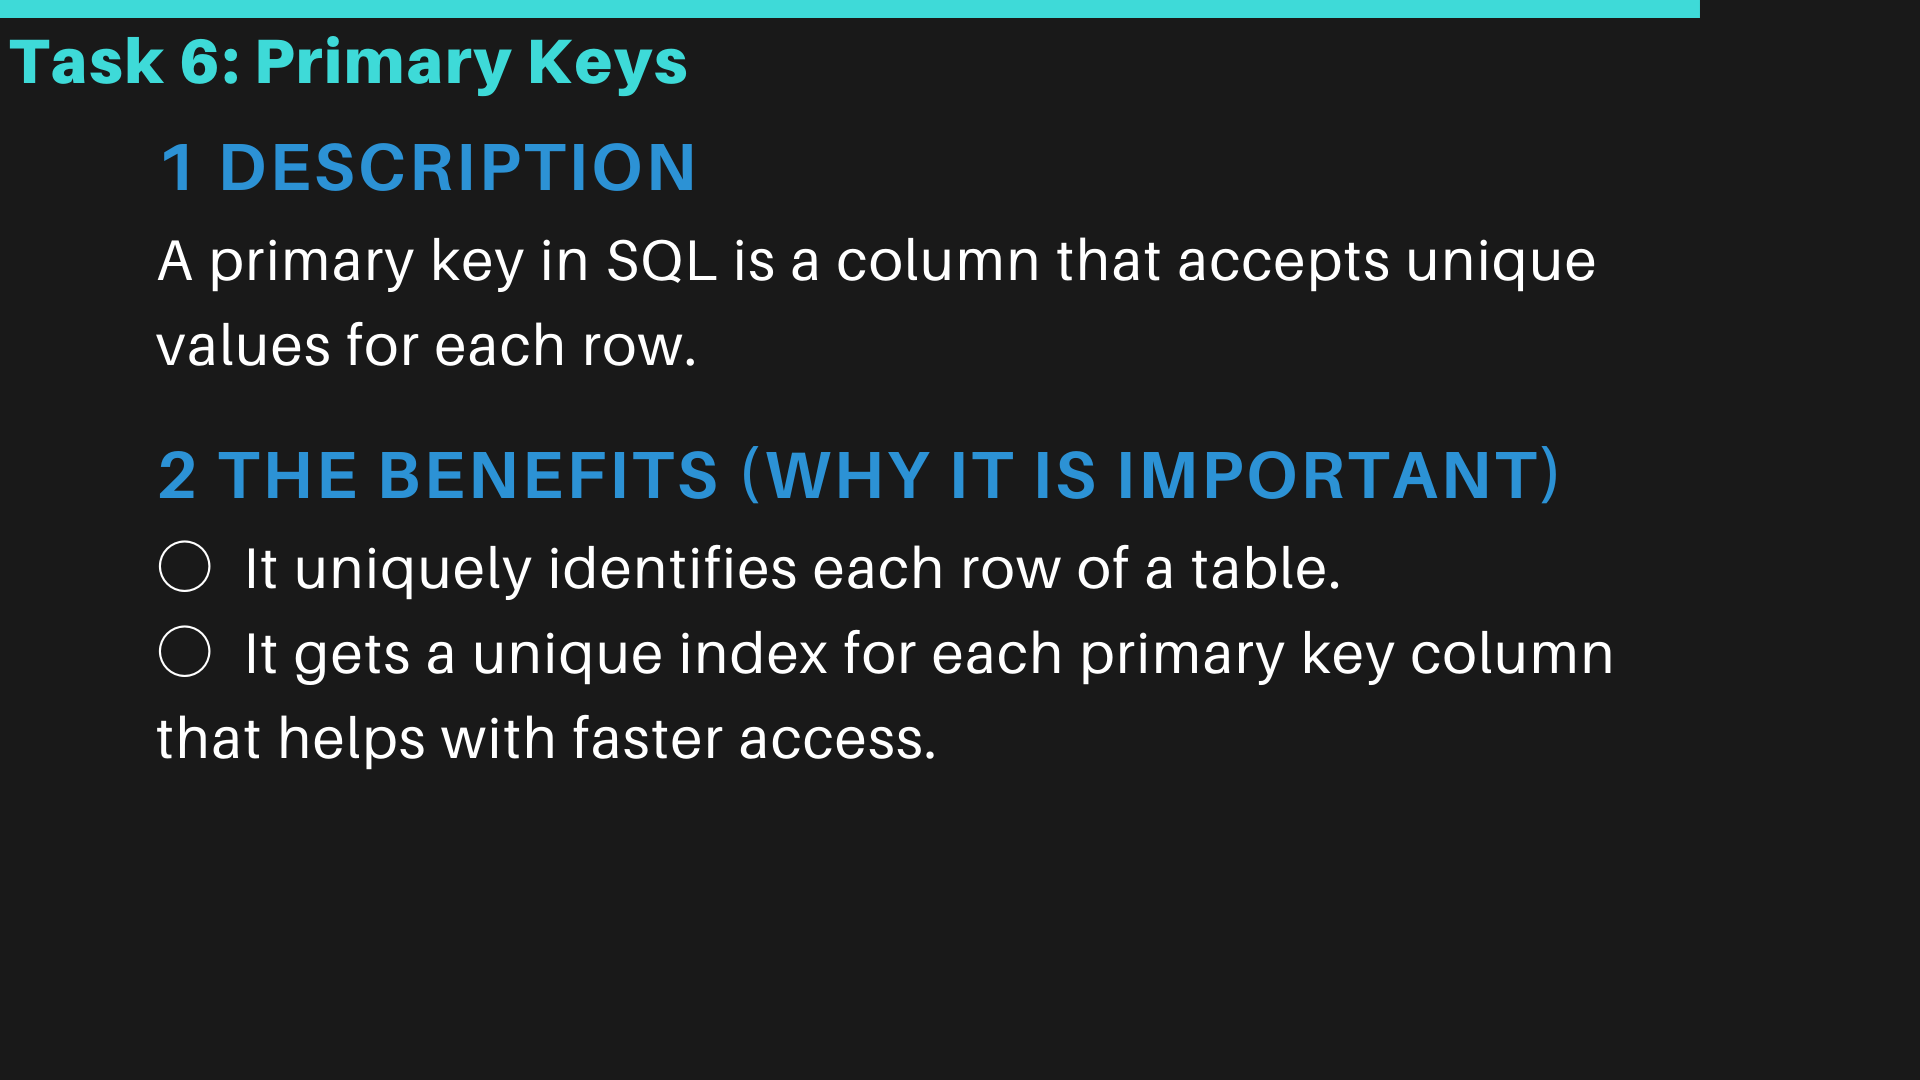 Task 6: Primary Keys
1 DESCRIPTION
A primary key in SQL is a column that accepts unique
values for each row.
2 THE BENEFITS (WHY IT IS IMPORTANT)
◯ It uniquely identifies each row of a table.
◯ It gets a unique index for each primary key column
that helps with faster access.